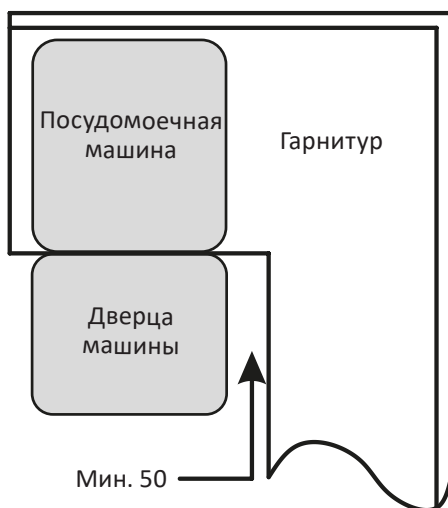 Посудомоечная
машина
Гарнитур
Дверца
машины
Мин. 50